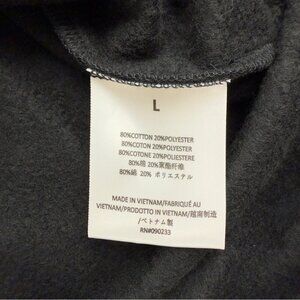 L
80%COTTON 20%POLYESTER
80%COTTON 20%POLYESTER
80%COTONE 20%POLIESTERE
80%棉 20%聚酯纤维
80%綿 20% ポリエステル
MADE IN VIETNAM/FABRIQUÉ AU
VIETNAM/PRODOTTO IN VIETNAM/越南制造
/ベトナム製
RN#090233